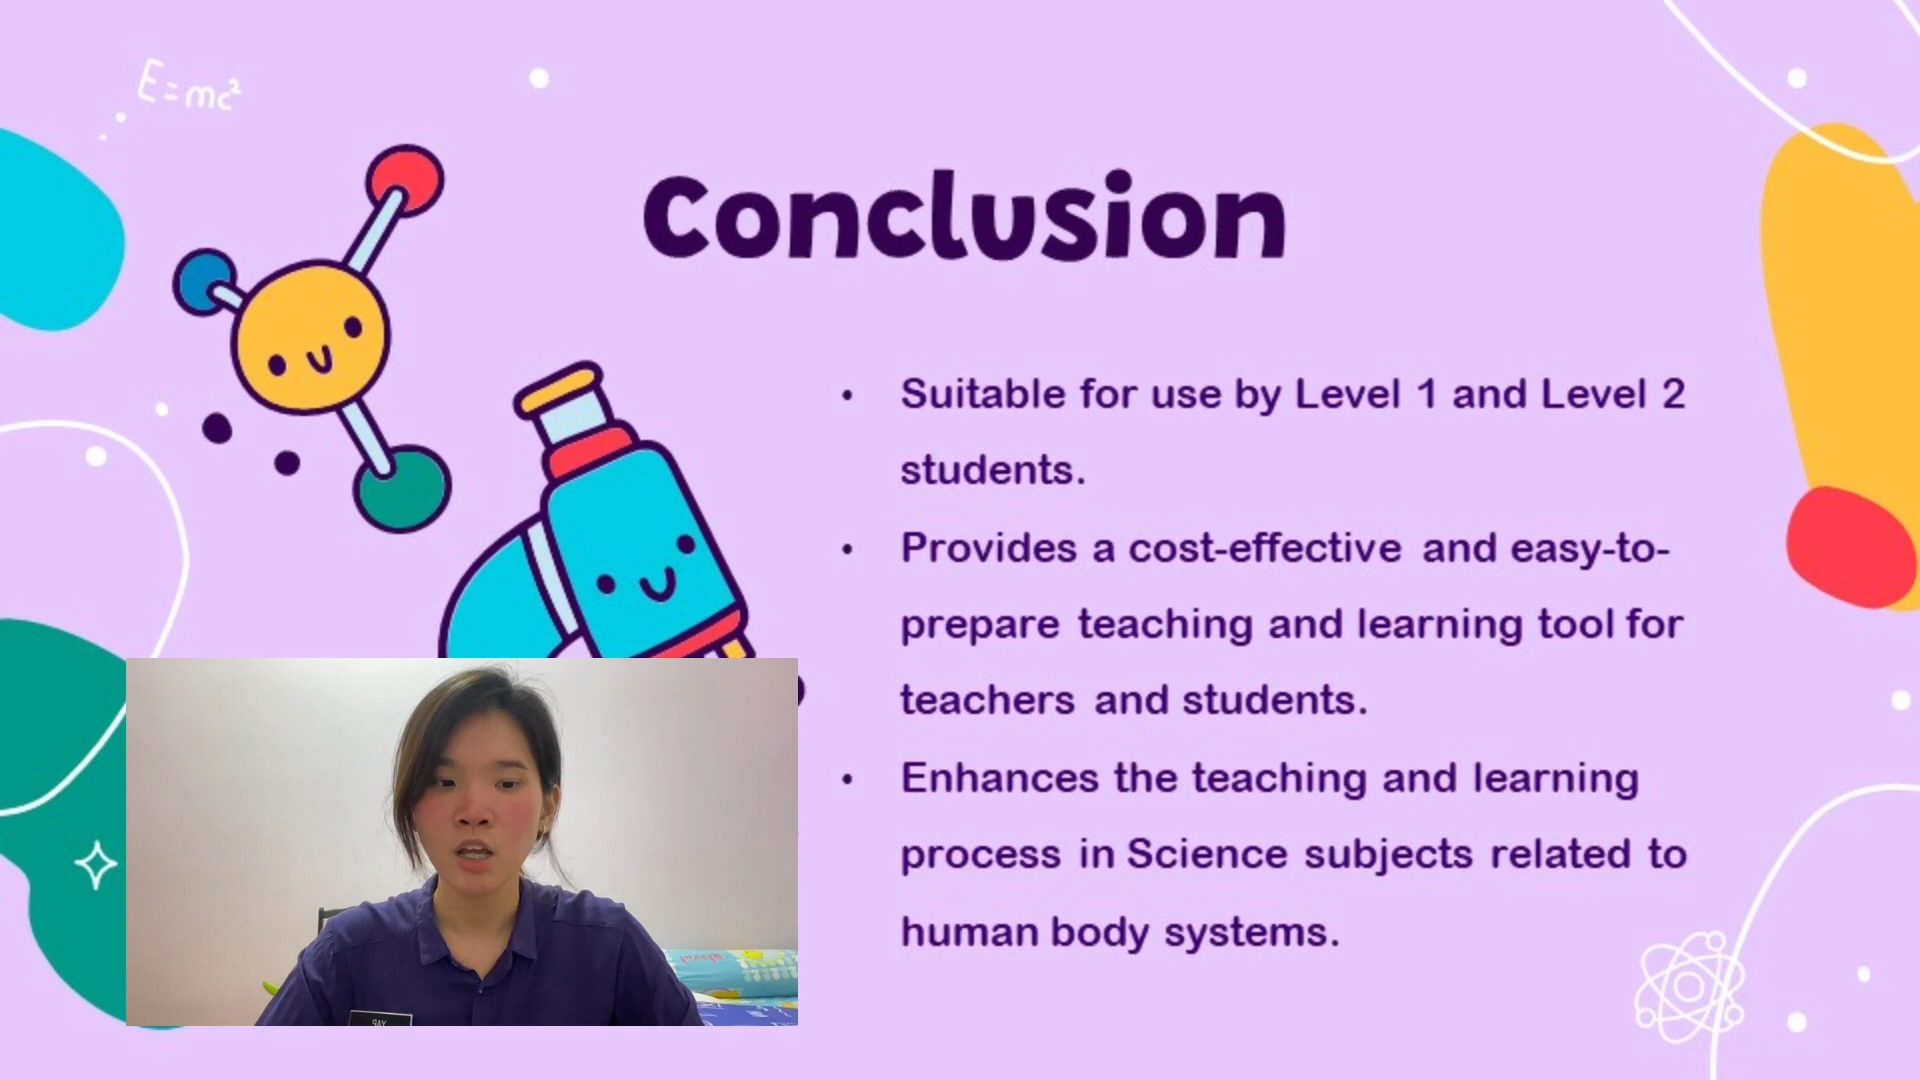 E=mc²
Conclusion
• Suitable for use by Level 1 and Level 2
students.
• Provides a cost-effective and easy-to-
prepare teaching and learning tool for
teachers and students.
• Enhances the teaching and learning
process in Science subjects related to
human body systems.
YAP